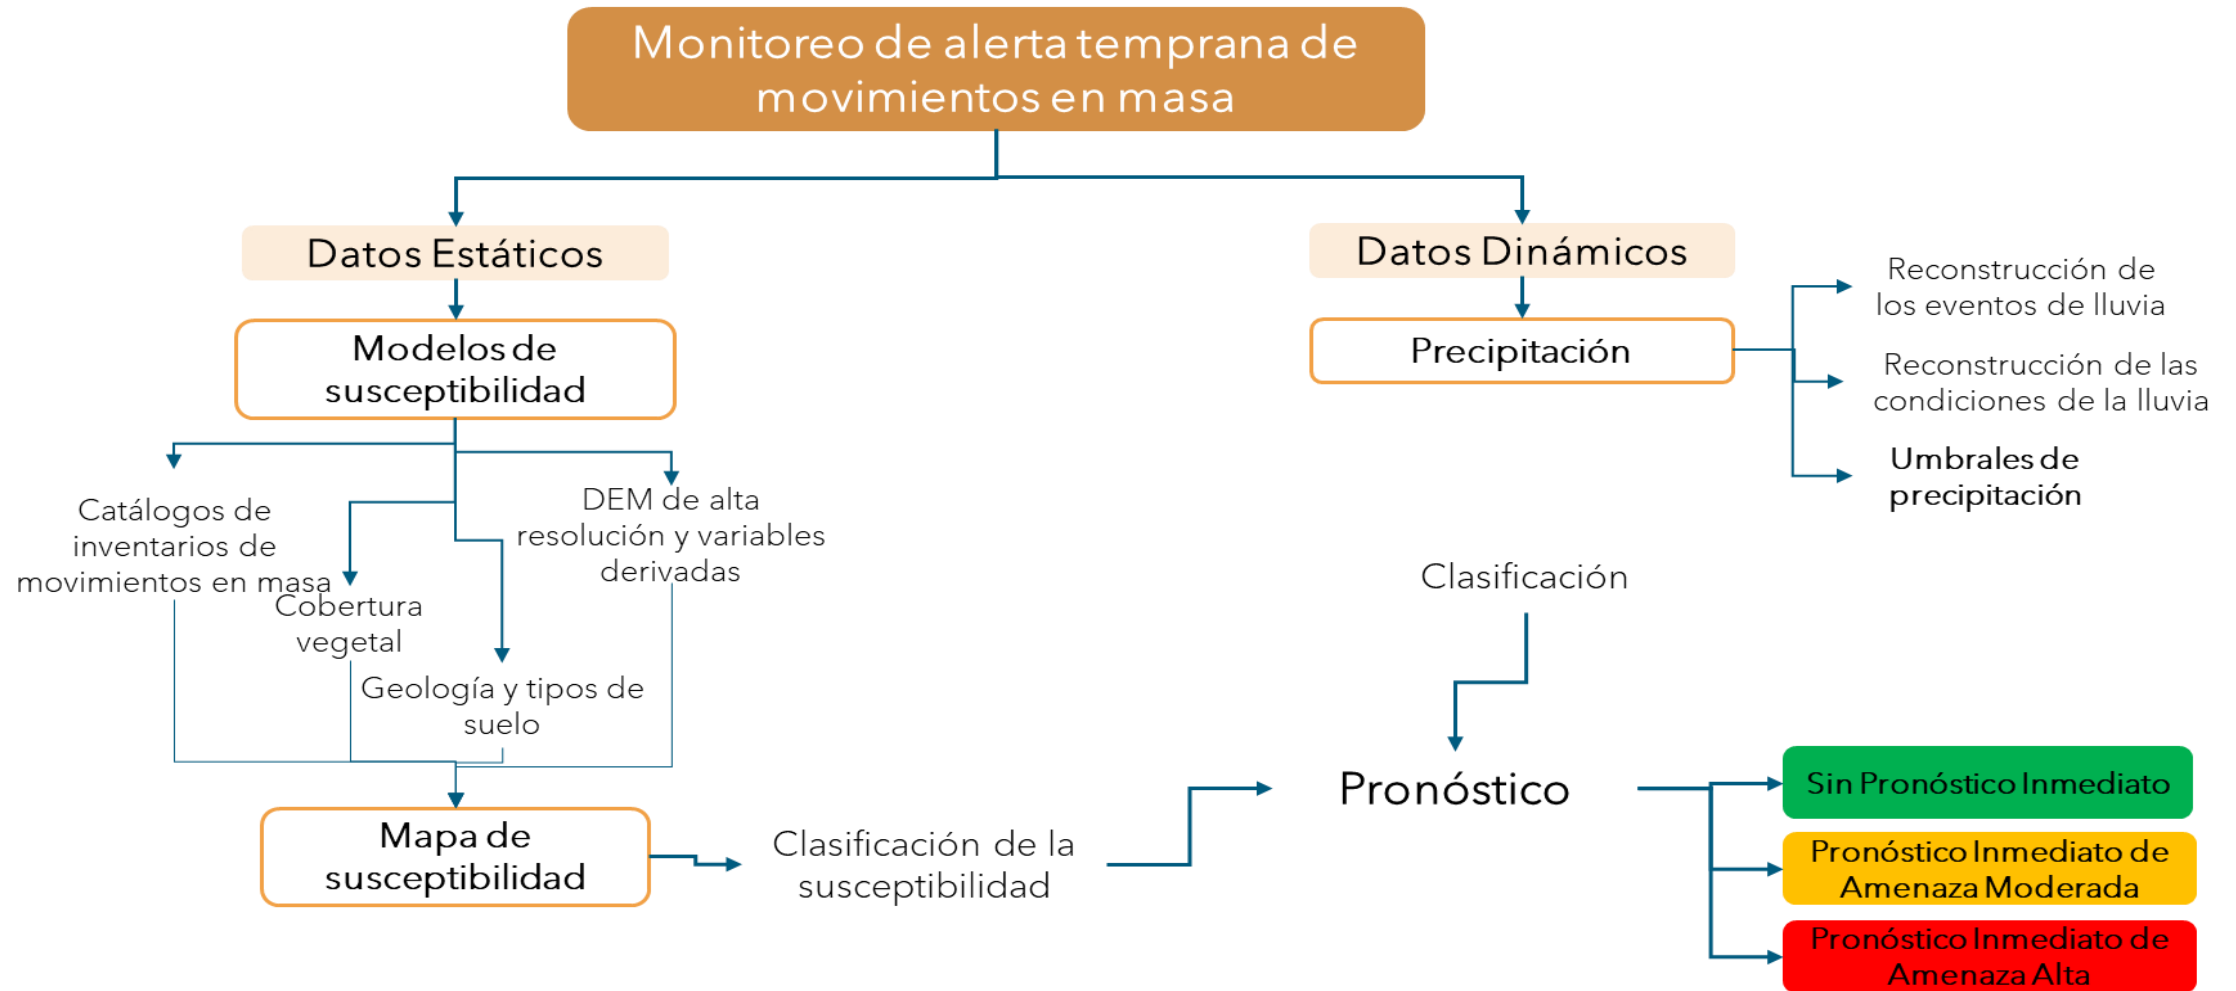 Monitoreo de alerta temprana de
movimientos en masa
Datos Estáticos
Modelos de
susceptibilidad
Catálogos de
inventarios de
movimientos en masa
Cobertura
vegetal
Geología y tipos de
suelo
DEM de alta
resolución y variables
derivadas
Mapa de
susceptibilidad
Clasificación de la
susceptibilidad
Datos Dinámicos
Precipitación
Reconstrucción de
los eventos de lluvia
Reconstrucción de las
condiciones de la lluvia
Umbrales de
precipitación
Clasificación
Pronóstico
Sin Pronóstico Inmediato
Pronóstico Inmediato de
Amenaza Moderada
Pronóstico Inmediato de
Amenaza Alta